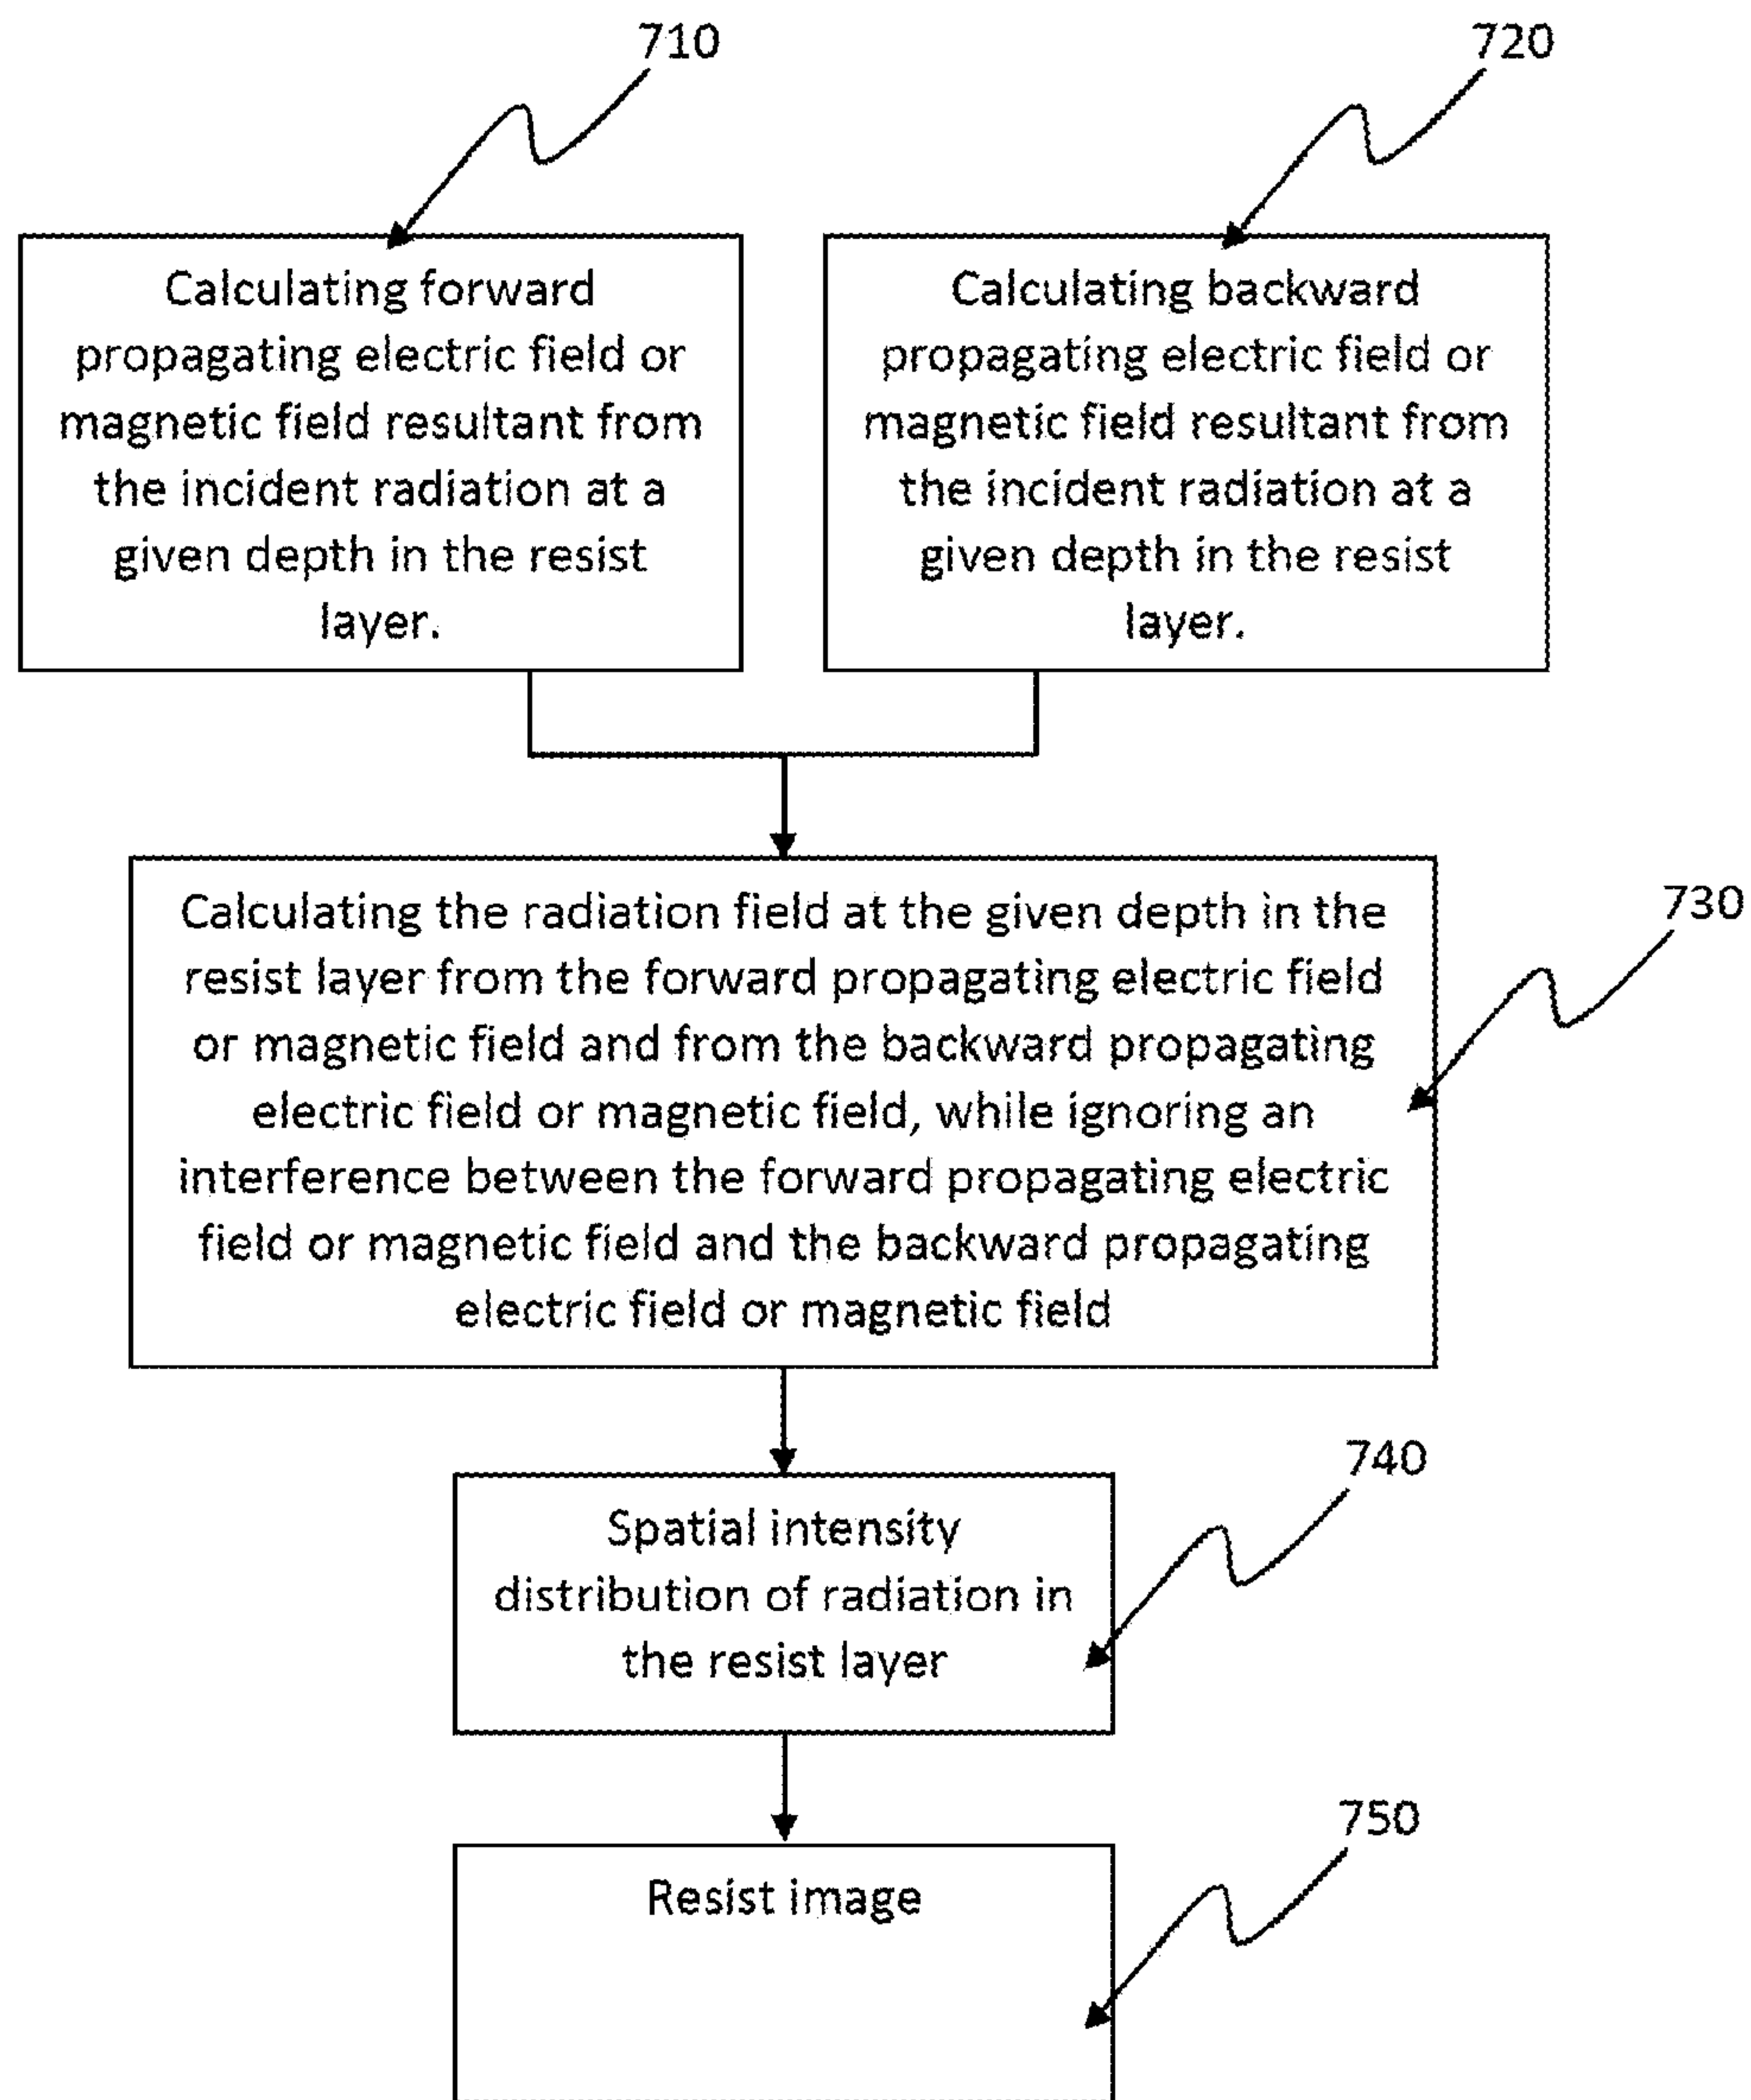 710
720
Calculating forward
propagating electric field or
magnetic field resultant from
the incident radiation at a
given depth in the resist
layer.
Calculating backward
propagating electric field or
magnetic field resultant from
the incident radiation at a
given depth in the resist
layer.
730
Calculating the radiation field at the given depth in the
resist layer from the forward propagating electric field
or magnetic field and from the backward propagating
electric field or magnetic field, while ignoring an
interference between the forward propagating electric
field or magnetic field and the backward propagating
electric field or magnetic field
740
Spatial intensity
distribution of radiation in
the resist layer
750
Resist image